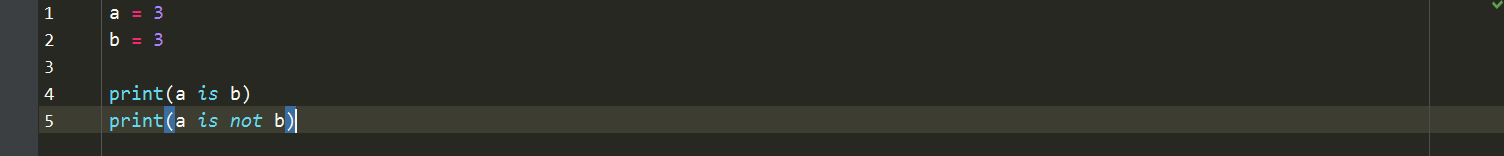 1 a = 3
2 b = 3
3
4 print(a is b)
5 print(a is not b)